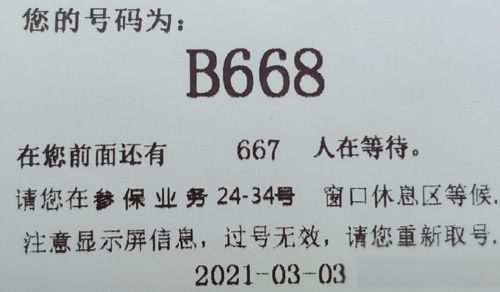 您的号码为:
B668
在您前面还有 667 人在等待。
请您在参保业务24-34号 窗口休息区等候.
注意显示屏信息，过号无效，请您重新取号.
2021-03-03